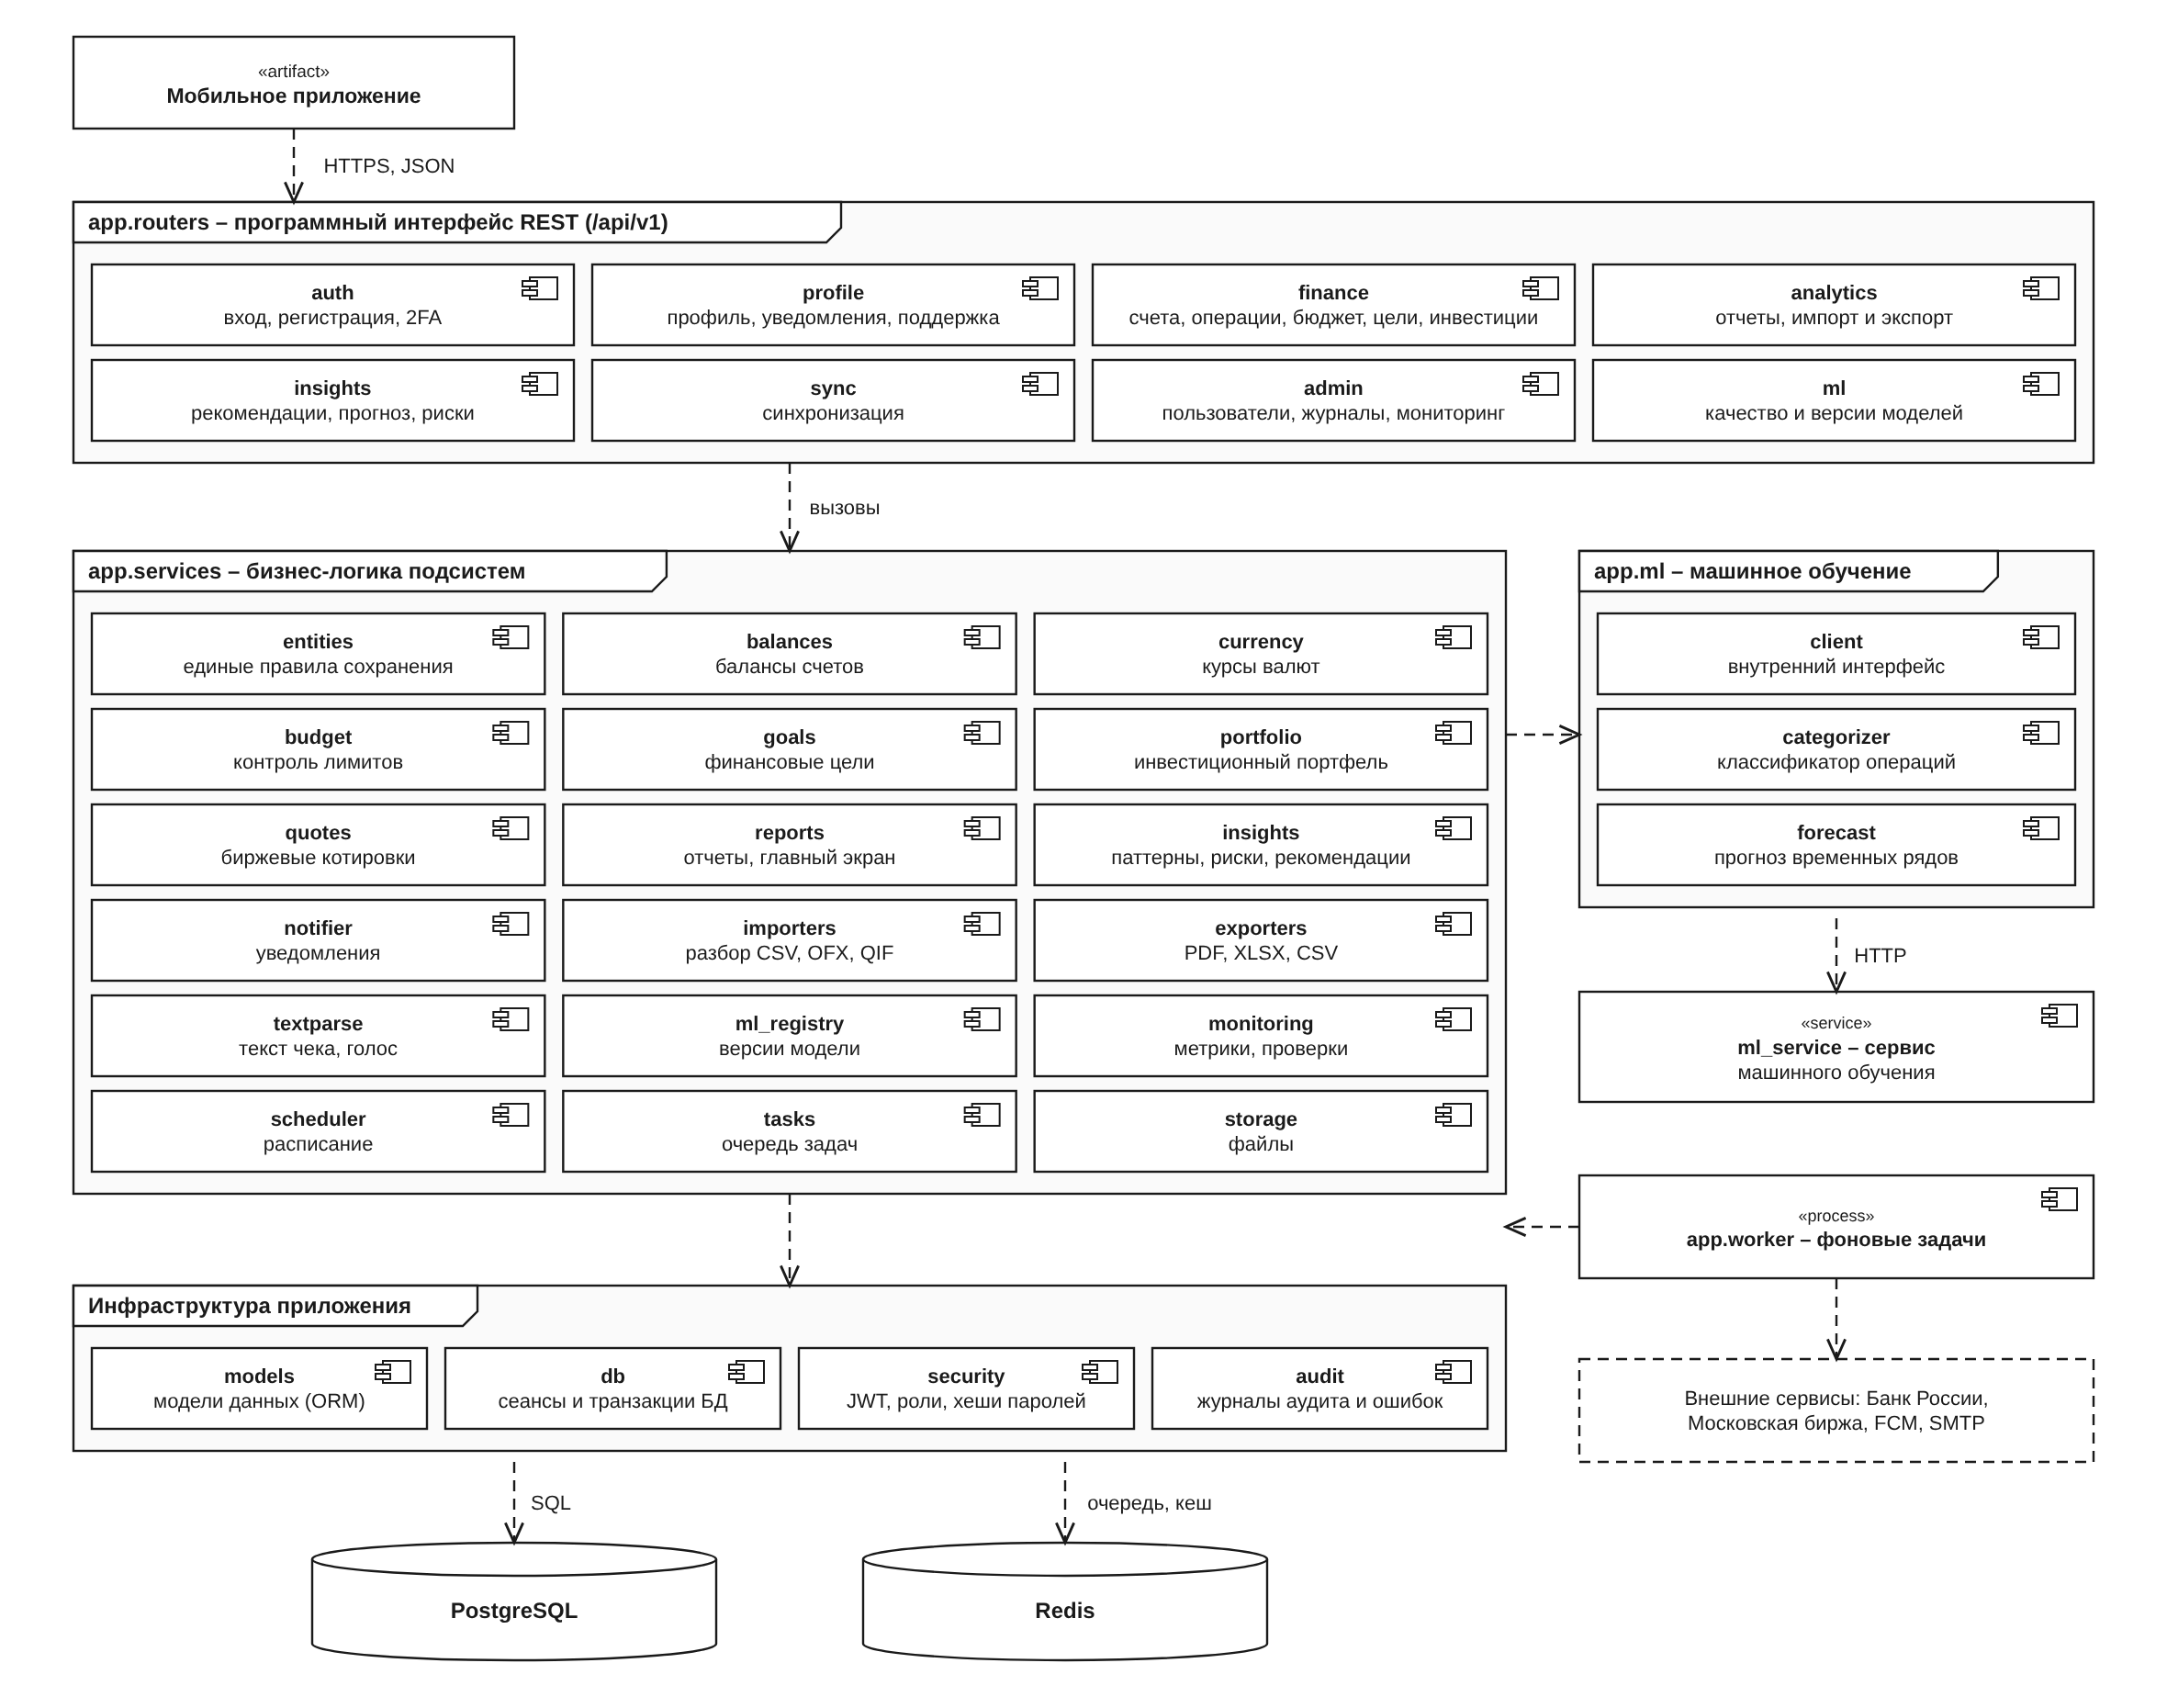 «artifact»
Мобильное приложение
HTTPS, JSON
app.routers – программный интерфейс REST (/api/v1)
auth
вход, регистрация, 2FA
profile
профиль, уведомления, поддержка
finance
счета, операции, бюджет, цели, инвестиции
analytics
отчеты, импорт и экспорт
insights
рекомендации, прогноз, риски
sync
синхронизация
admin
пользователи, журналы, мониторинг
ml
качество и версии моделей
вызовы
app.services – бизнес-логика подсистем
entities
единые правила сохранения
balances
балансы счетов
currency
курсы валют
budget
контроль лимитов
goals
финансовые цели
portfolio
инвестиционный портфель
quotes
биржевые котировки
reports
отчеты, главный экран
insights
паттерны, риски, рекомендации
notifier
уведомления
importers
разбор CSV, OFX, QIF
exporters
PDF, XLSX, CSV
textparse
текст чека, голос
ml_registry
версии модели
monitoring
метрики, проверки
scheduler
расписание
tasks
очередь задач
storage
файлы
app.ml – машинное обучение
client
внутренний интерфейс
categorizer
классификатор операций
forecast
прогноз временных рядов
HTTP
«service»
ml_service – сервис
машинного обучения
«process»
app.worker – фоновые задачи
Внешние сервисы: Банк России,
Московская биржа, FCM, SMTP
Инфраструктура приложения
models
модели данных (ORM)
db
сеансы и транзакции БД
security
JWT, роли, хеши паролей
audit
журналы аудита и ошибок
SQL
очередь, кеш
PostgreSQL
Redis